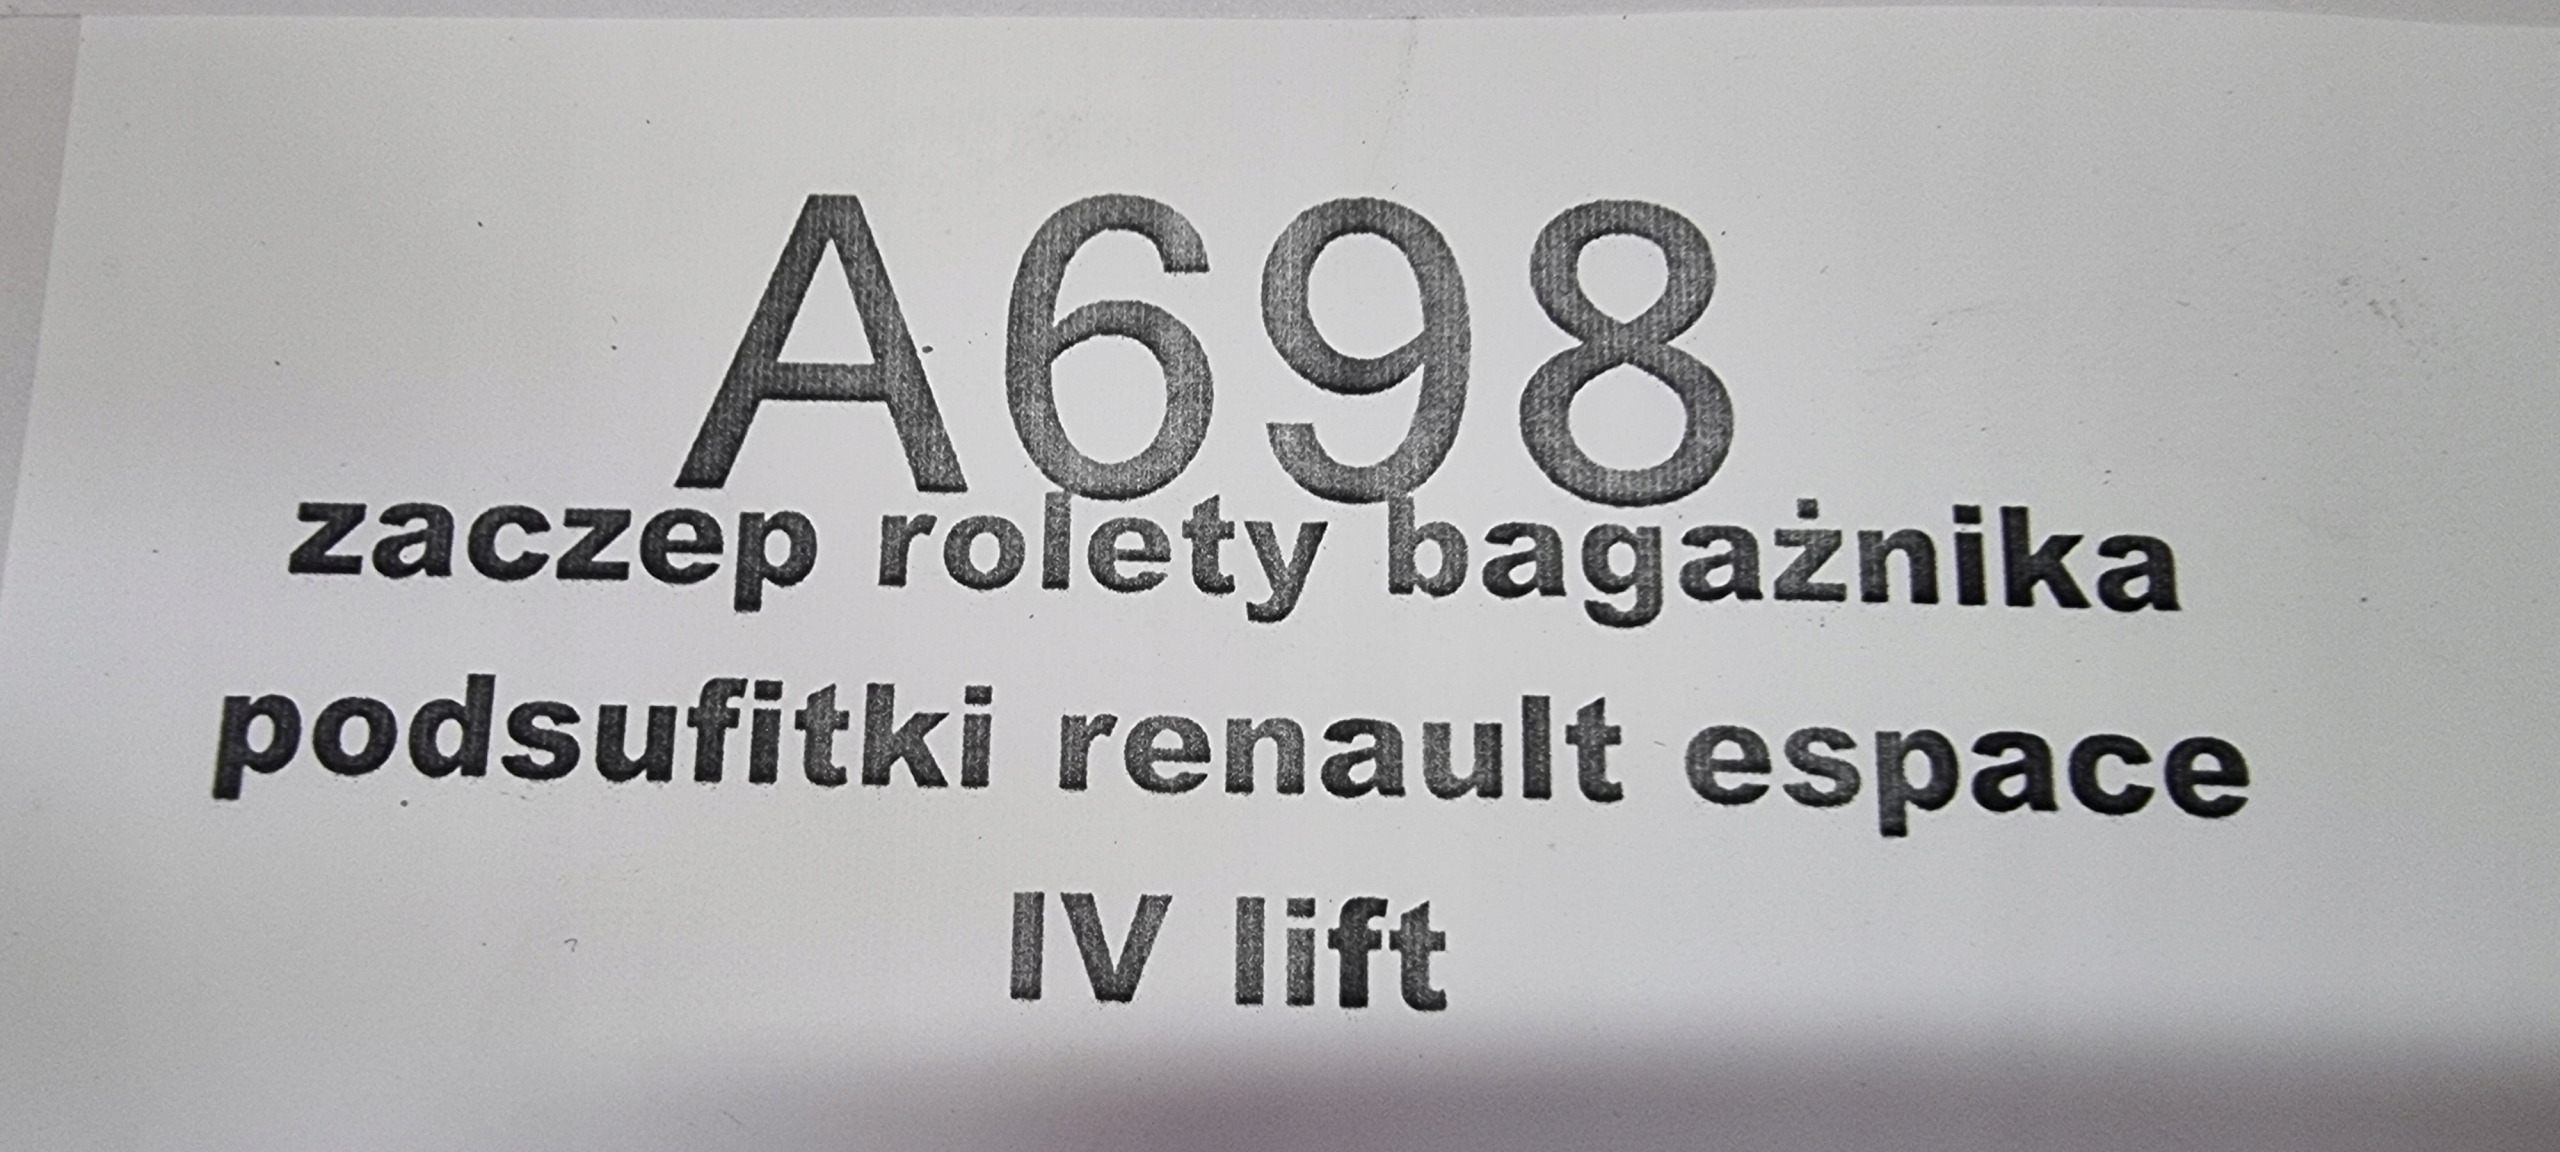 A698
zaczep rolety bagażnika
podsufitki renault espace
IV lift